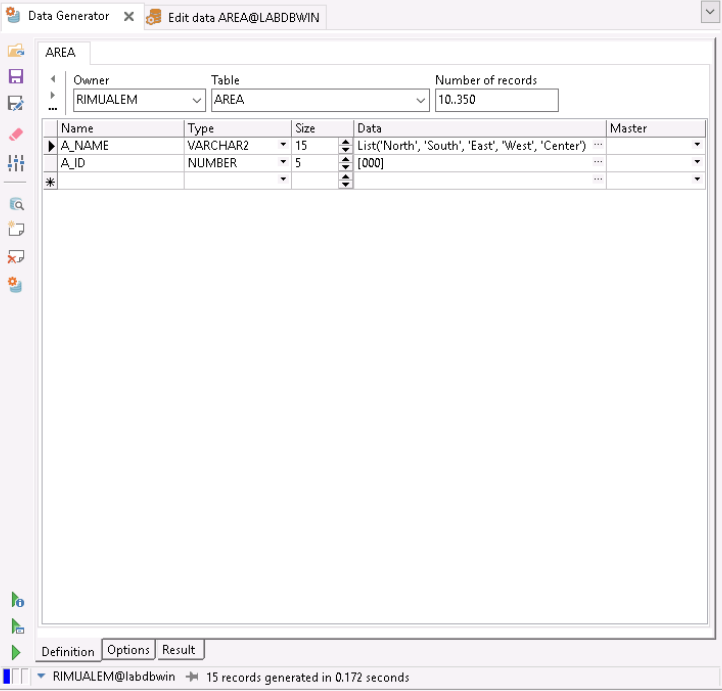 Data Generator
Edit data AREA@LABDBWIN
AREA
Owner Table Number of records
RIMUALEM AREA 10..350
Name Type Size Data Master
A_NAME VARCHAR2 15 List('North', 'South', 'East', 'West', 'Center') ...
A_ID NUMBER 5 [000] ...
...
Definition Options Result
RIMUALEM@labdbwin 15 records generated in 0.172 seconds